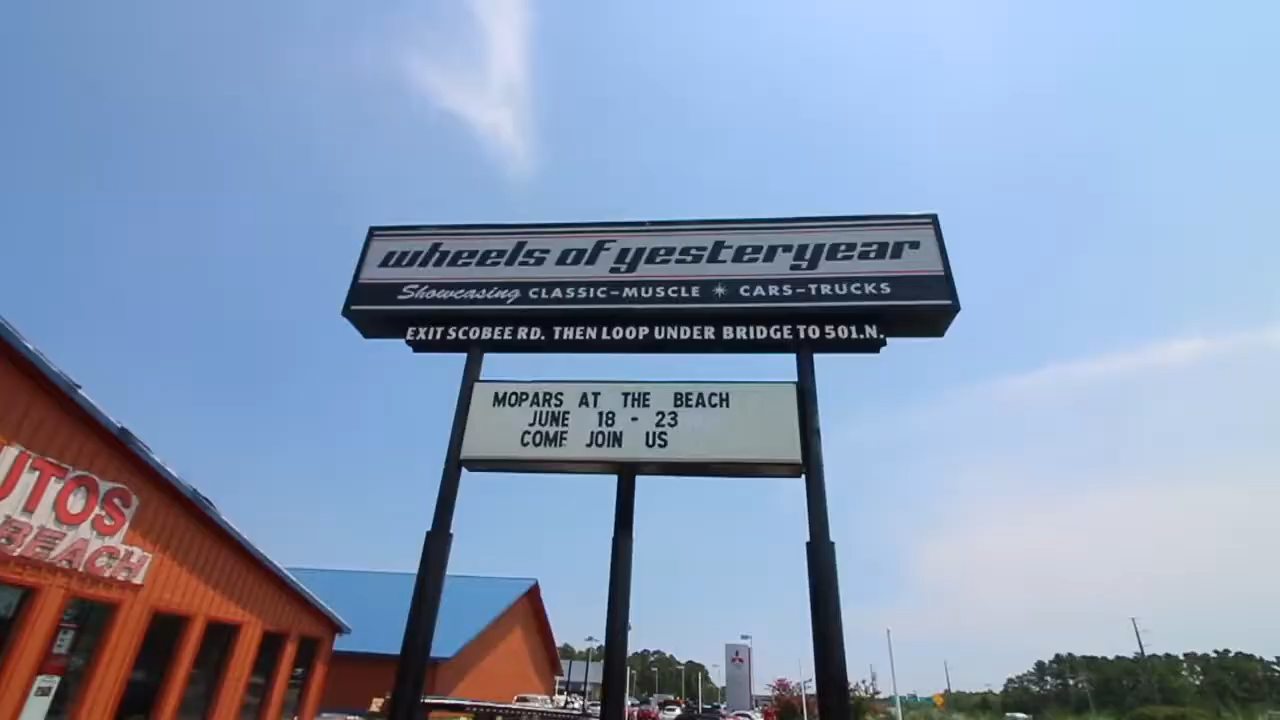 wheels of yesteryear
Showcasing CLASSIC-MUSCLE CARS-TRUCKS
EXIT SCOBEE RD. THEN LOOP UNDER BRIDGE TO 501.N.
MOPARS AT THE BEACH
JUNE 18 - 23
COME JOIN US
UTOS
BEACH